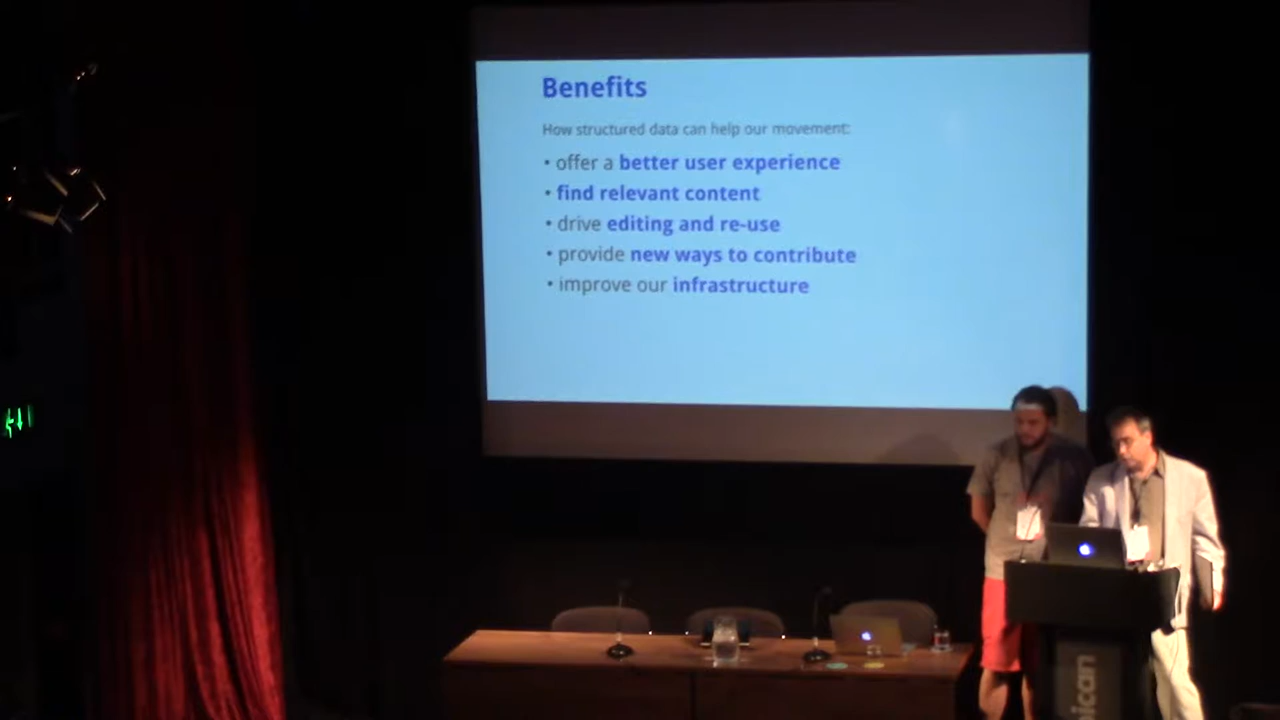 Benefits
How structured data can help our movement:
• offer a better user experience
• find relevant content
• drive editing and re-use
• provide new ways to contribute
• improve our infrastructure
bican